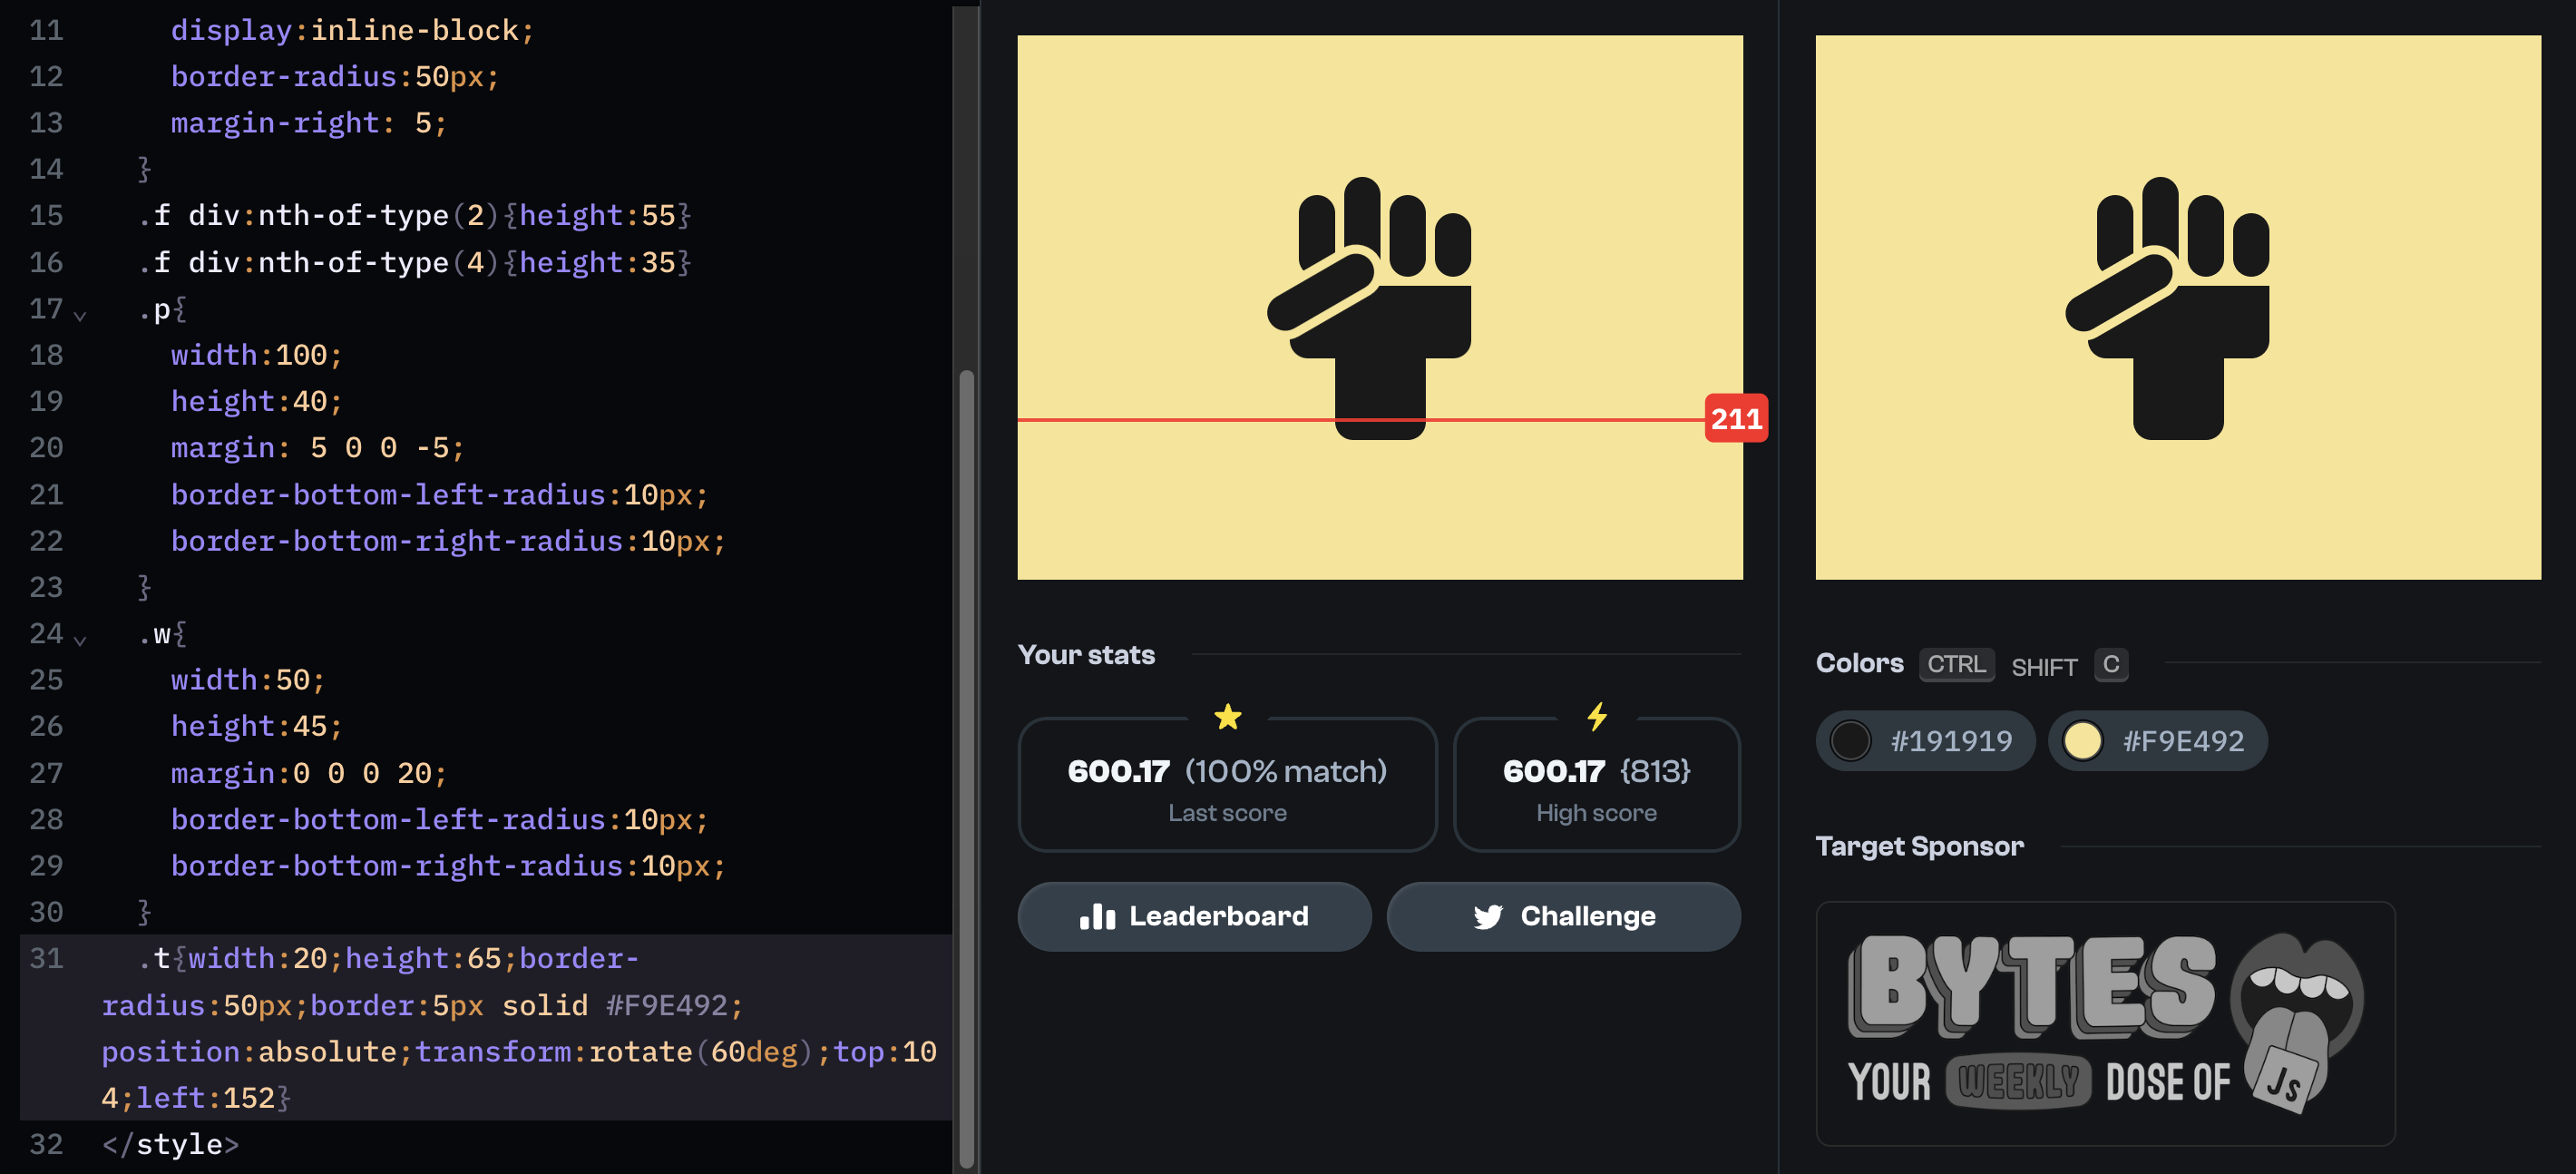 11 display:inline-block;
12 border-radius:50px;
13 margin-right: 5;
14 }
15 .f div:nth-of-type(2){height:55}
16 .f div:nth-of-type(4){height:35}
17 .p{
18 width:100;
19 height:40;
20 margin: 5 0 0 -5;
21 border-bottom-left-radius:10px;
22 border-bottom-right-radius:10px;
23 }
24 .w{
25 width:50;
26 height:45;
27 margin:0 0 0 20;
28 border-bottom-left-radius:10px;
29 border-bottom-right-radius:10px;
30 }
31 .t{width:20;height:65;border-
radius:50px;border:5px solid #F9E492;
position:absolute;transform:rotate(60deg);top:10
4;left:152}
32 </style>
211
Your stats
600.17 (100% match)
Last score
600.17 {813}
High score
Leaderboard
Challenge
Colors CTRL SHIFT C
#191919
#F9E492
Target Sponsor
BYTES
YOUR WEEKLY DOSE OF
Js